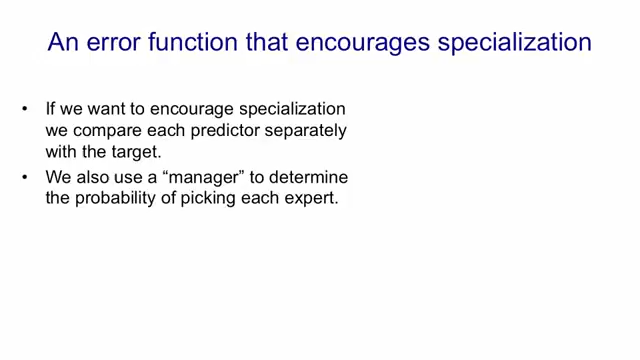 An error function that encourages specialization
• If we want to encourage specialization
we compare each predictor separately
with the target.
• We also use a “manager” to determine
the probability of picking each expert.